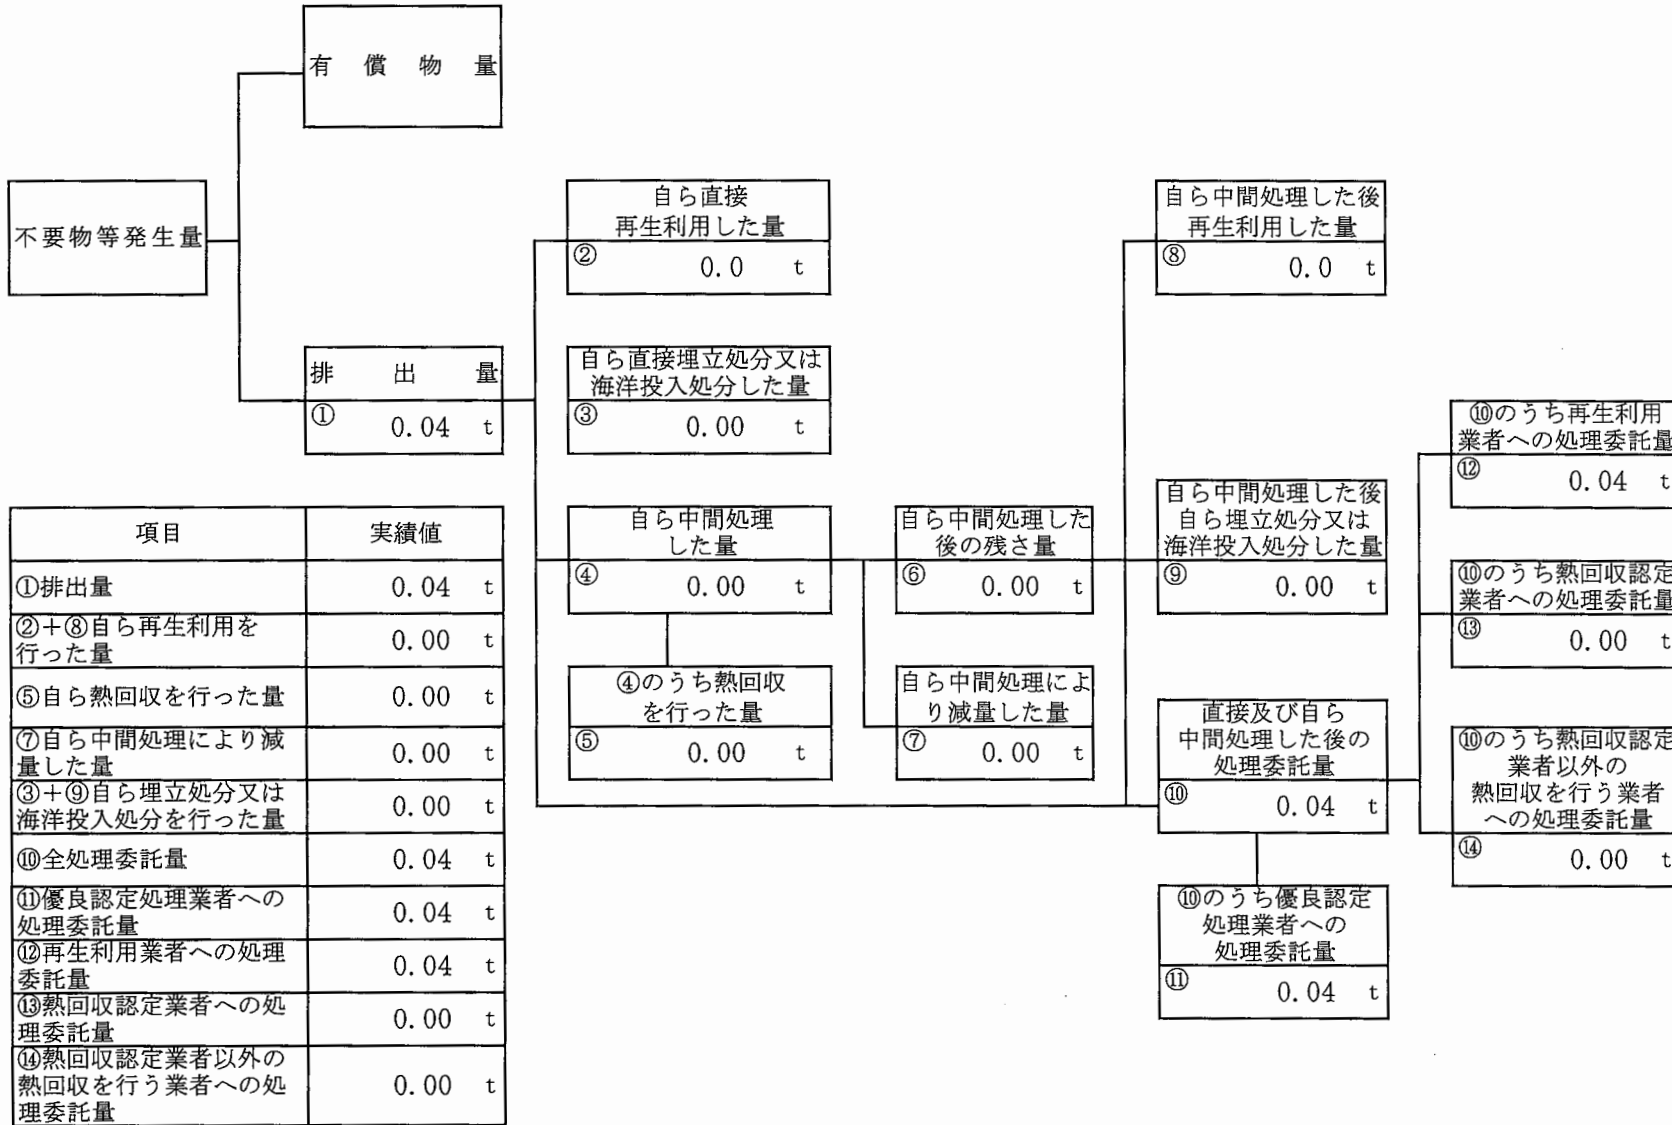 有償物量
不要物等発生量
排出量
① 0.04 t
自ら直接
再生利用した量
② 0.0 t
自ら直接埋立処分又は
海洋投入処分した量
③ 0.00 t
自ら中間処理
した量
④ 0.00 t
④のうち熱回収
を行った量
⑤ 0.00 t
自ら中間処理した
後の残さ量
⑥ 0.00 t
自ら中間処理によ
り減量した量
⑦ 0.00 t
自ら中間処理した後
再生利用した量
⑧ 0.0 t
自ら中間処理した後
自ら埋立処分又は
海洋投入処分した量
⑨ 0.00 t
直接及び自ら
中間処理した後の
処理委託量
⑩ 0.04 t
⑩のうち優良認定
処理業者への
処理委託量
⑪ 0.04 t
⑩のうち再生利用
業者への処理委託量
⑫ 0.04 t
⑩のうち熱回収認定
業者への処理委託量
⑬ 0.00 t
⑩のうち熱回収認定
業者以外の
熱回収を行う業者
への処理委託量
⑭ 0.00 t
項目 実績値
①排出量 0.04 t
②+⑧自ら再生利用を
行った量 0.00 t
⑤自ら熱回収を行った量 0.00 t
⑦自ら中間処理により減
量した量 0.00 t
③+⑨自ら埋立処分又は
海洋投入処分を行った量 0.00 t
⑩全処理委託量 0.04 t
⑪優良認定処理業者への
処理委託量 0.04 t
⑫再生利用業者への処理
委託量 0.04 t
⑬熱回収認定業者への処
理委託量 0.00 t
⑭熱回収認定業者以外の
熱回収を行う業者への処
理委託量 0.00 t